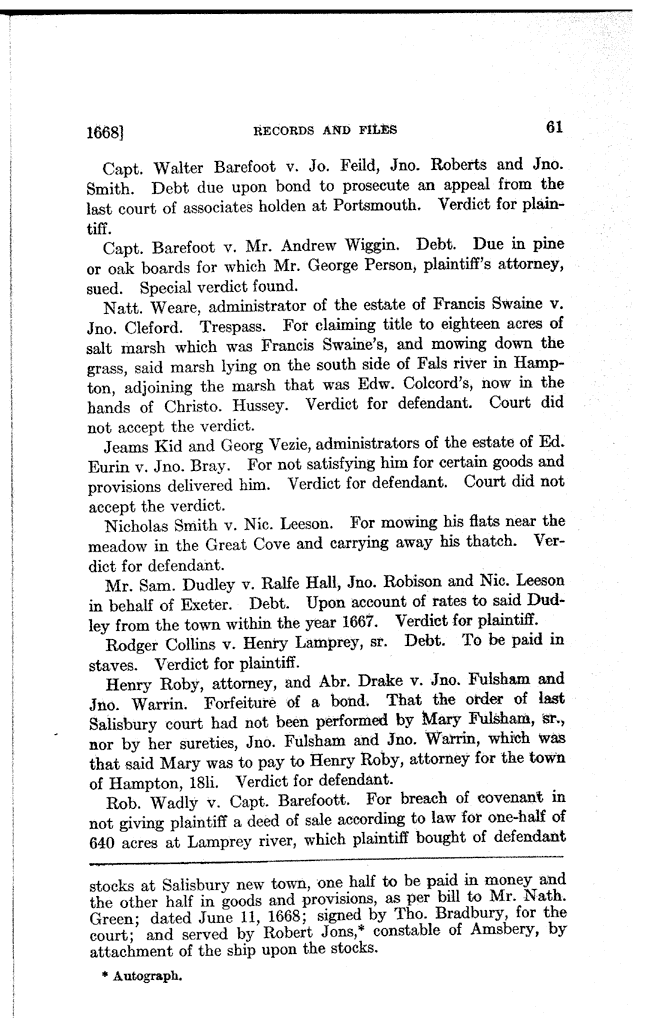 1668] RECORDS AND FILES 61
Capt. Walter Barefoot v. Jo. Feild, Jno. Roberts and Jno.
Smith. Debt due upon bond to prosecute an appeal from the
last court of associates holden at Portsmouth. Verdict for plain-
tiff.
Capt. Barefoot v. Mr. Andrew Wiggin. Debt. Due in pine
or oak boards for which Mr. George Person, plaintiff's attorney,
sued. Special verdict found.
Natt. Weare, administrator of the estate of Francis Swaine v.
Jno. Cleford. Trespass. For claiming title to eighteen acres of
salt marsh which was Francis Swaine's, and mowing down the
grass, said marsh lying on the south side of Fals river in Hamp-
ton, adjoining the marsh that was Edw. Colcord's, now in the
hands of Christo. Hussey. Verdict for defendant. Court did
not accept the verdict.
Jeams Kid and Georg Vezie, administrators of the estate of Ed.
Eurin v. Jno. Bray. For not satisfying him for certain goods and
provisions delivered him. Verdict for defendant. Court did not
accept the verdict.
Nicholas Smith v. Nic. Leeson. For mowing his flats near the
meadow in the Great Cove and carrying away his thatch. Ver-
dict for defendant.
Mr. Sam. Dudley v. Ralfe Hall, Jno. Robison and Nic. Leeson
in behalf of Exeter. Debt. Upon account of rates to said Dud-
ley from the town within the year 1667. Verdict for plaintiff.
Rodger Collins v. Henry Lamprey, sr. Debt. To be paid in
staves. Verdict for plaintiff.
Henry Roby, attorney, and Abr. Drake v. Jno. Fulsham and
Jno. Warrin. Forfeiture of a bond. That the order of last
Salisbury court had not been performed by Mary Fulsham, sr.,
nor by her sureties, Jno. Fulsham and Jno. Warrin, which was
that said Mary was to pay to Henry Roby, attorney for the town
of Hampton, 18li. Verdict for defendant.
Rob. Wadly v. Capt. Barefoott. For breach of covenant in
not giving plaintiff a deed of sale according to law for one-half of
640 acres at Lamprey river, which plaintiff bought of defendant
stocks at Salisbury new town, one half to be paid in money and
the other half in goods and provisions, as per bill to Mr. Nath.
Green; dated June 11, 1668; signed by Tho. Bradbury, for the
court; and served by Robert Jons,* constable of Amsbery, by
attachment of the ship upon the stocks.
* Autograph.